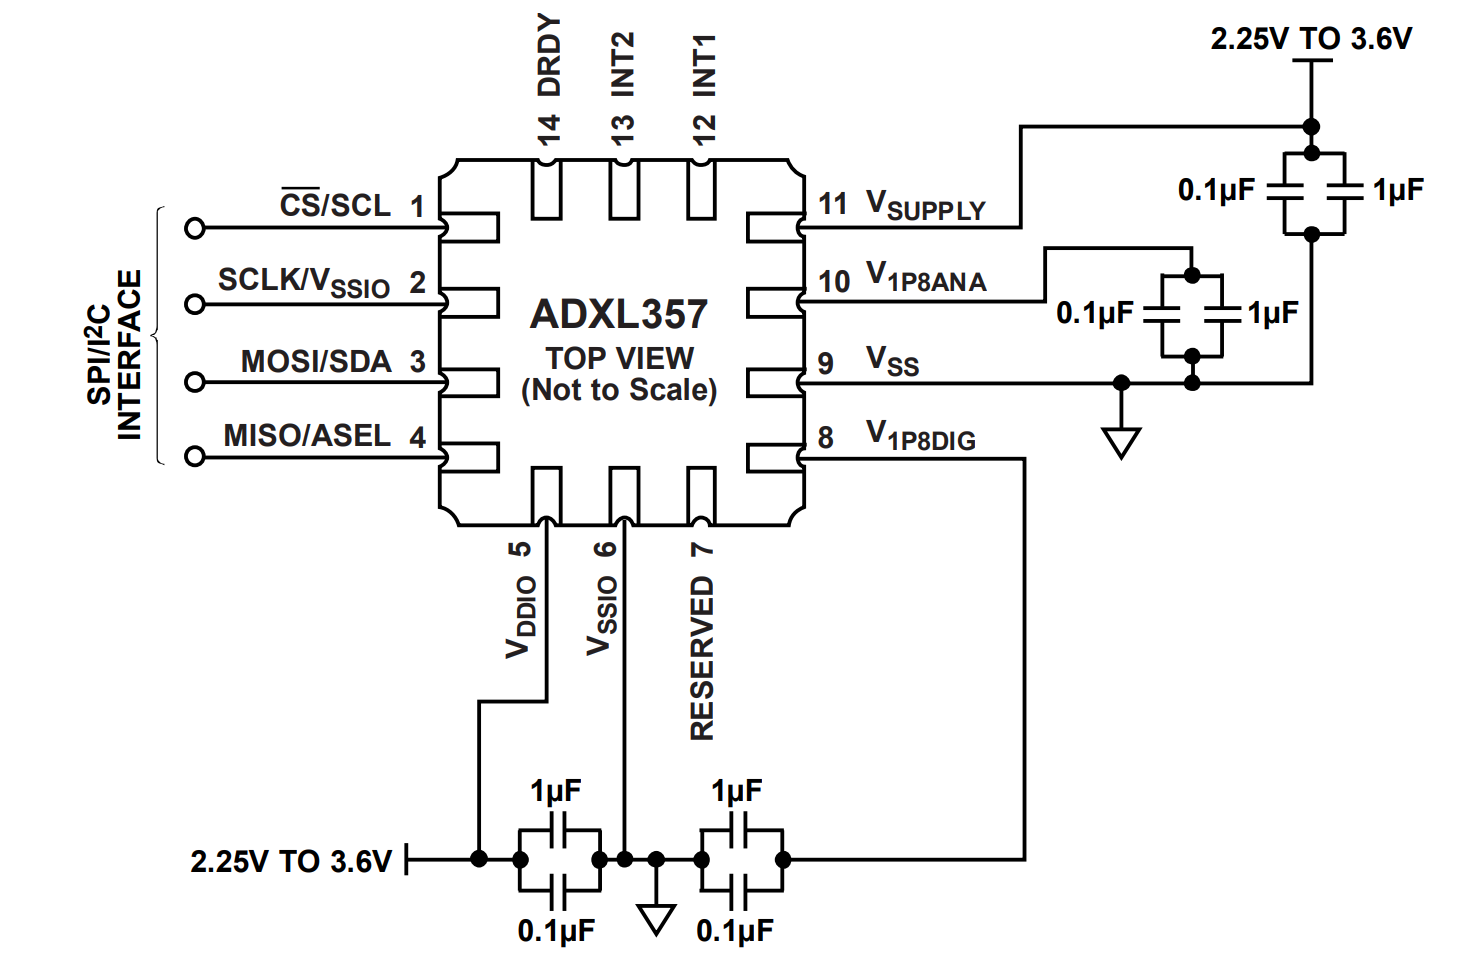 2.25V TO 3.6V
14 DRDY
13 INT2
12 INT1
C̅S̅/SCL 1
SCLK/VSSIO 2
MOSI/SDA 3
MISO/ASEL 4
SPI/I²C
INTERFACE
ADXL357
TOP VIEW
(Not to Scale)
11 VSUPPLY
10 V1P8ANA
9 VSS
8 V1P8DIG
0.1µF
1µF
0.1µF
1µF
VDDIO 5
VSSIO 6
RESERVED 7
1µF
1µF
2.25V TO 3.6V
0.1µF
0.1µF